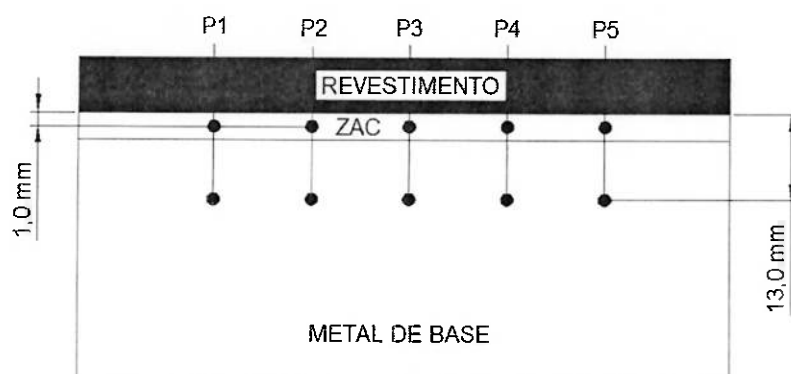 P1 P2 P3 P4 P5
REVESTIMENTO
ZAC
1,0 mm
13,0 mm
METAL DE BASE